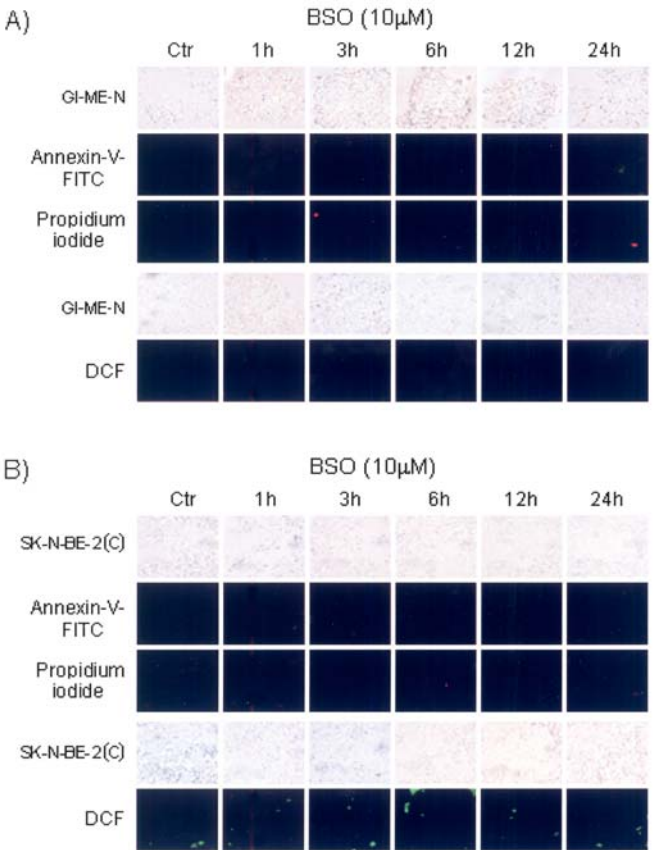 A)
BSO (10µM)
Ctr 1h 3h 6h 12h 24h
GI-ME-N
Annexin-V-
FITC
Propidium
iodide
GI-ME-N
DCF
B)
BSO (10µM)
Ctr 1h 3h 6h 12h 24h
SK-N-BE-2(C)
Annexin-V-
FITC
Propidium
iodide
SK-N-BE-2(C)
DCF